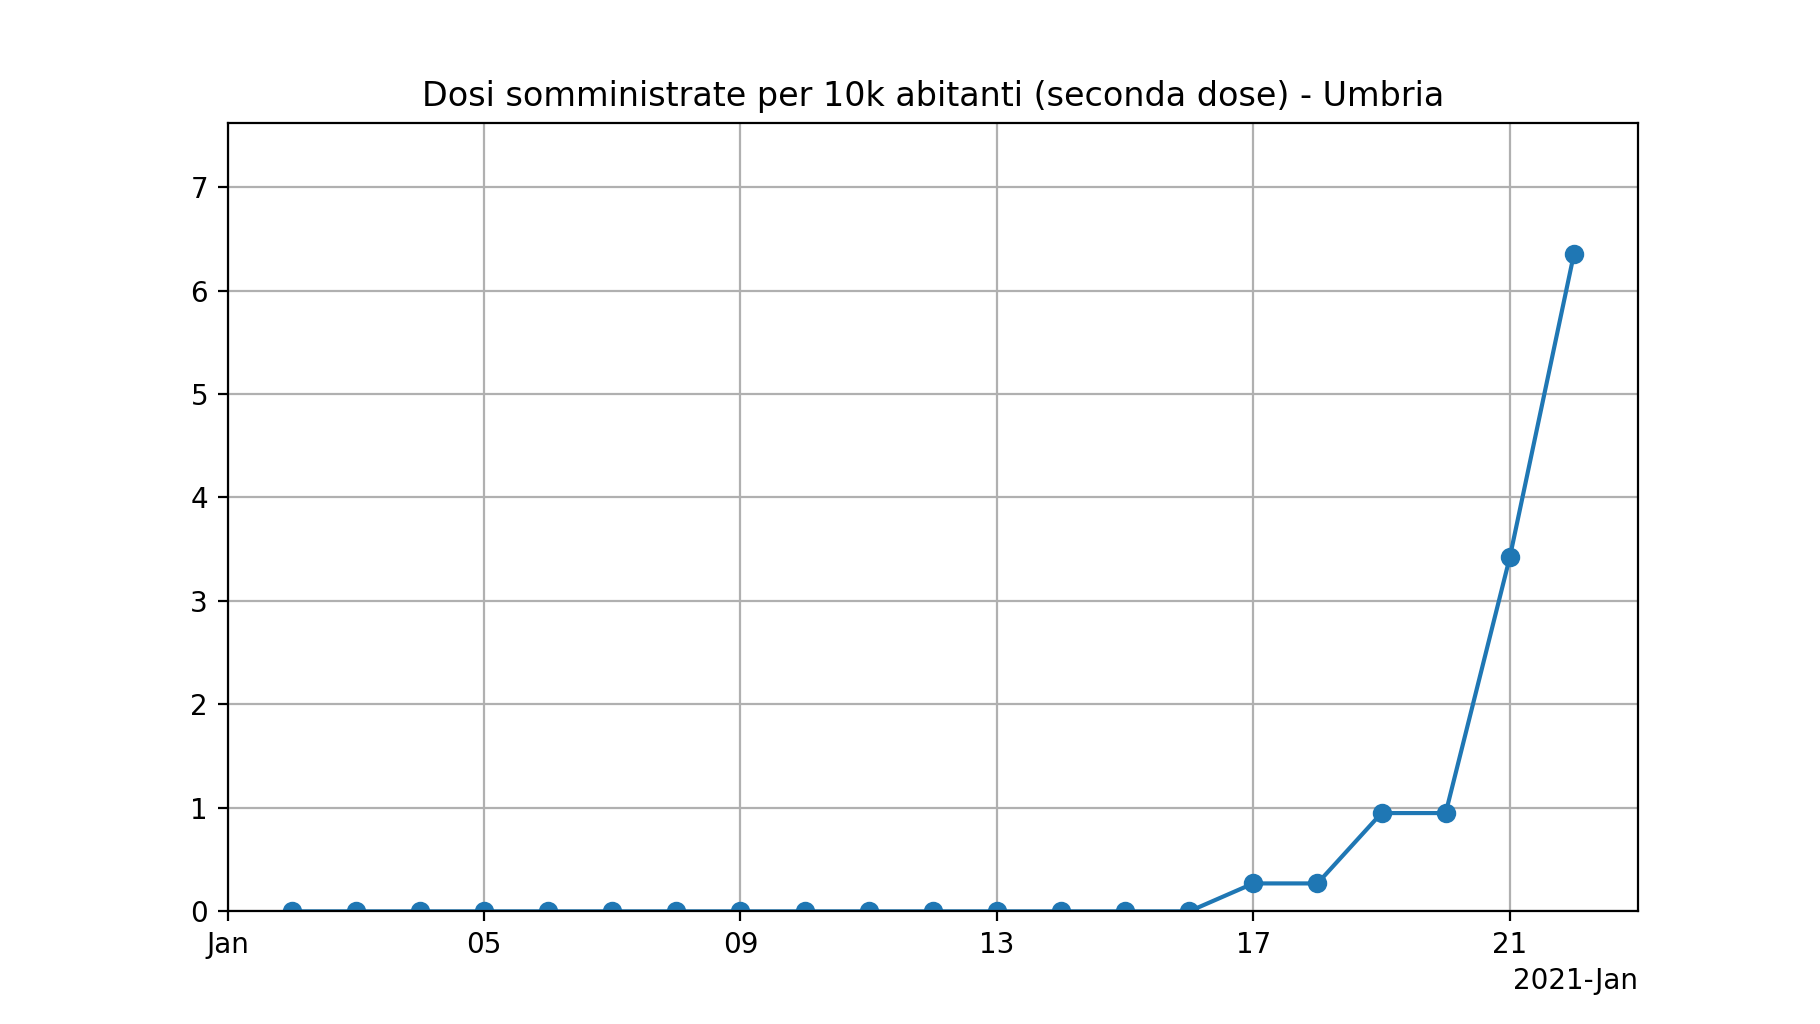 Dosi somministrate per 10k abitanti (seconda dose) - Umbria
7
6
5
4
3
2
1
0
Jan 05 09 13 17 21
2021-Jan